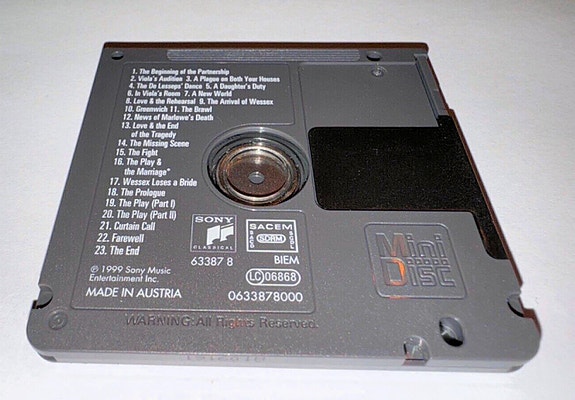 1. The Beginning of the Partnership
2. Viola's Audition 3. A Plague on Both Your Houses
4. The De Lesseps' Dance 5. A Daughter's Duty
6. In Viola's Room 7. A New World
8. Love & the Rehearsal 9. The Arrival of Wessex
10. Greenwich 11. The Brawl
12. News of Marlowe's Death
13. Love & the End
of the Tragedy
14. The Missing Scene
15. The Fight
16. The Play &
the Marriage"
17. Wessex Loses a Bride
18. The Prologue
19. The Play (Part I)
20. The Play (Part II)
21. Curtain Call
22. Farewell
23. The End
SONY
CLASSICAL
63387 8
SACEM
SDRM
BIEM
LC 06868
0633878000
℗ 1999 Sony Music
Entertainment Inc.
MADE IN AUSTRIA
Mini
Disc
WARNING: All Rights Reserved.